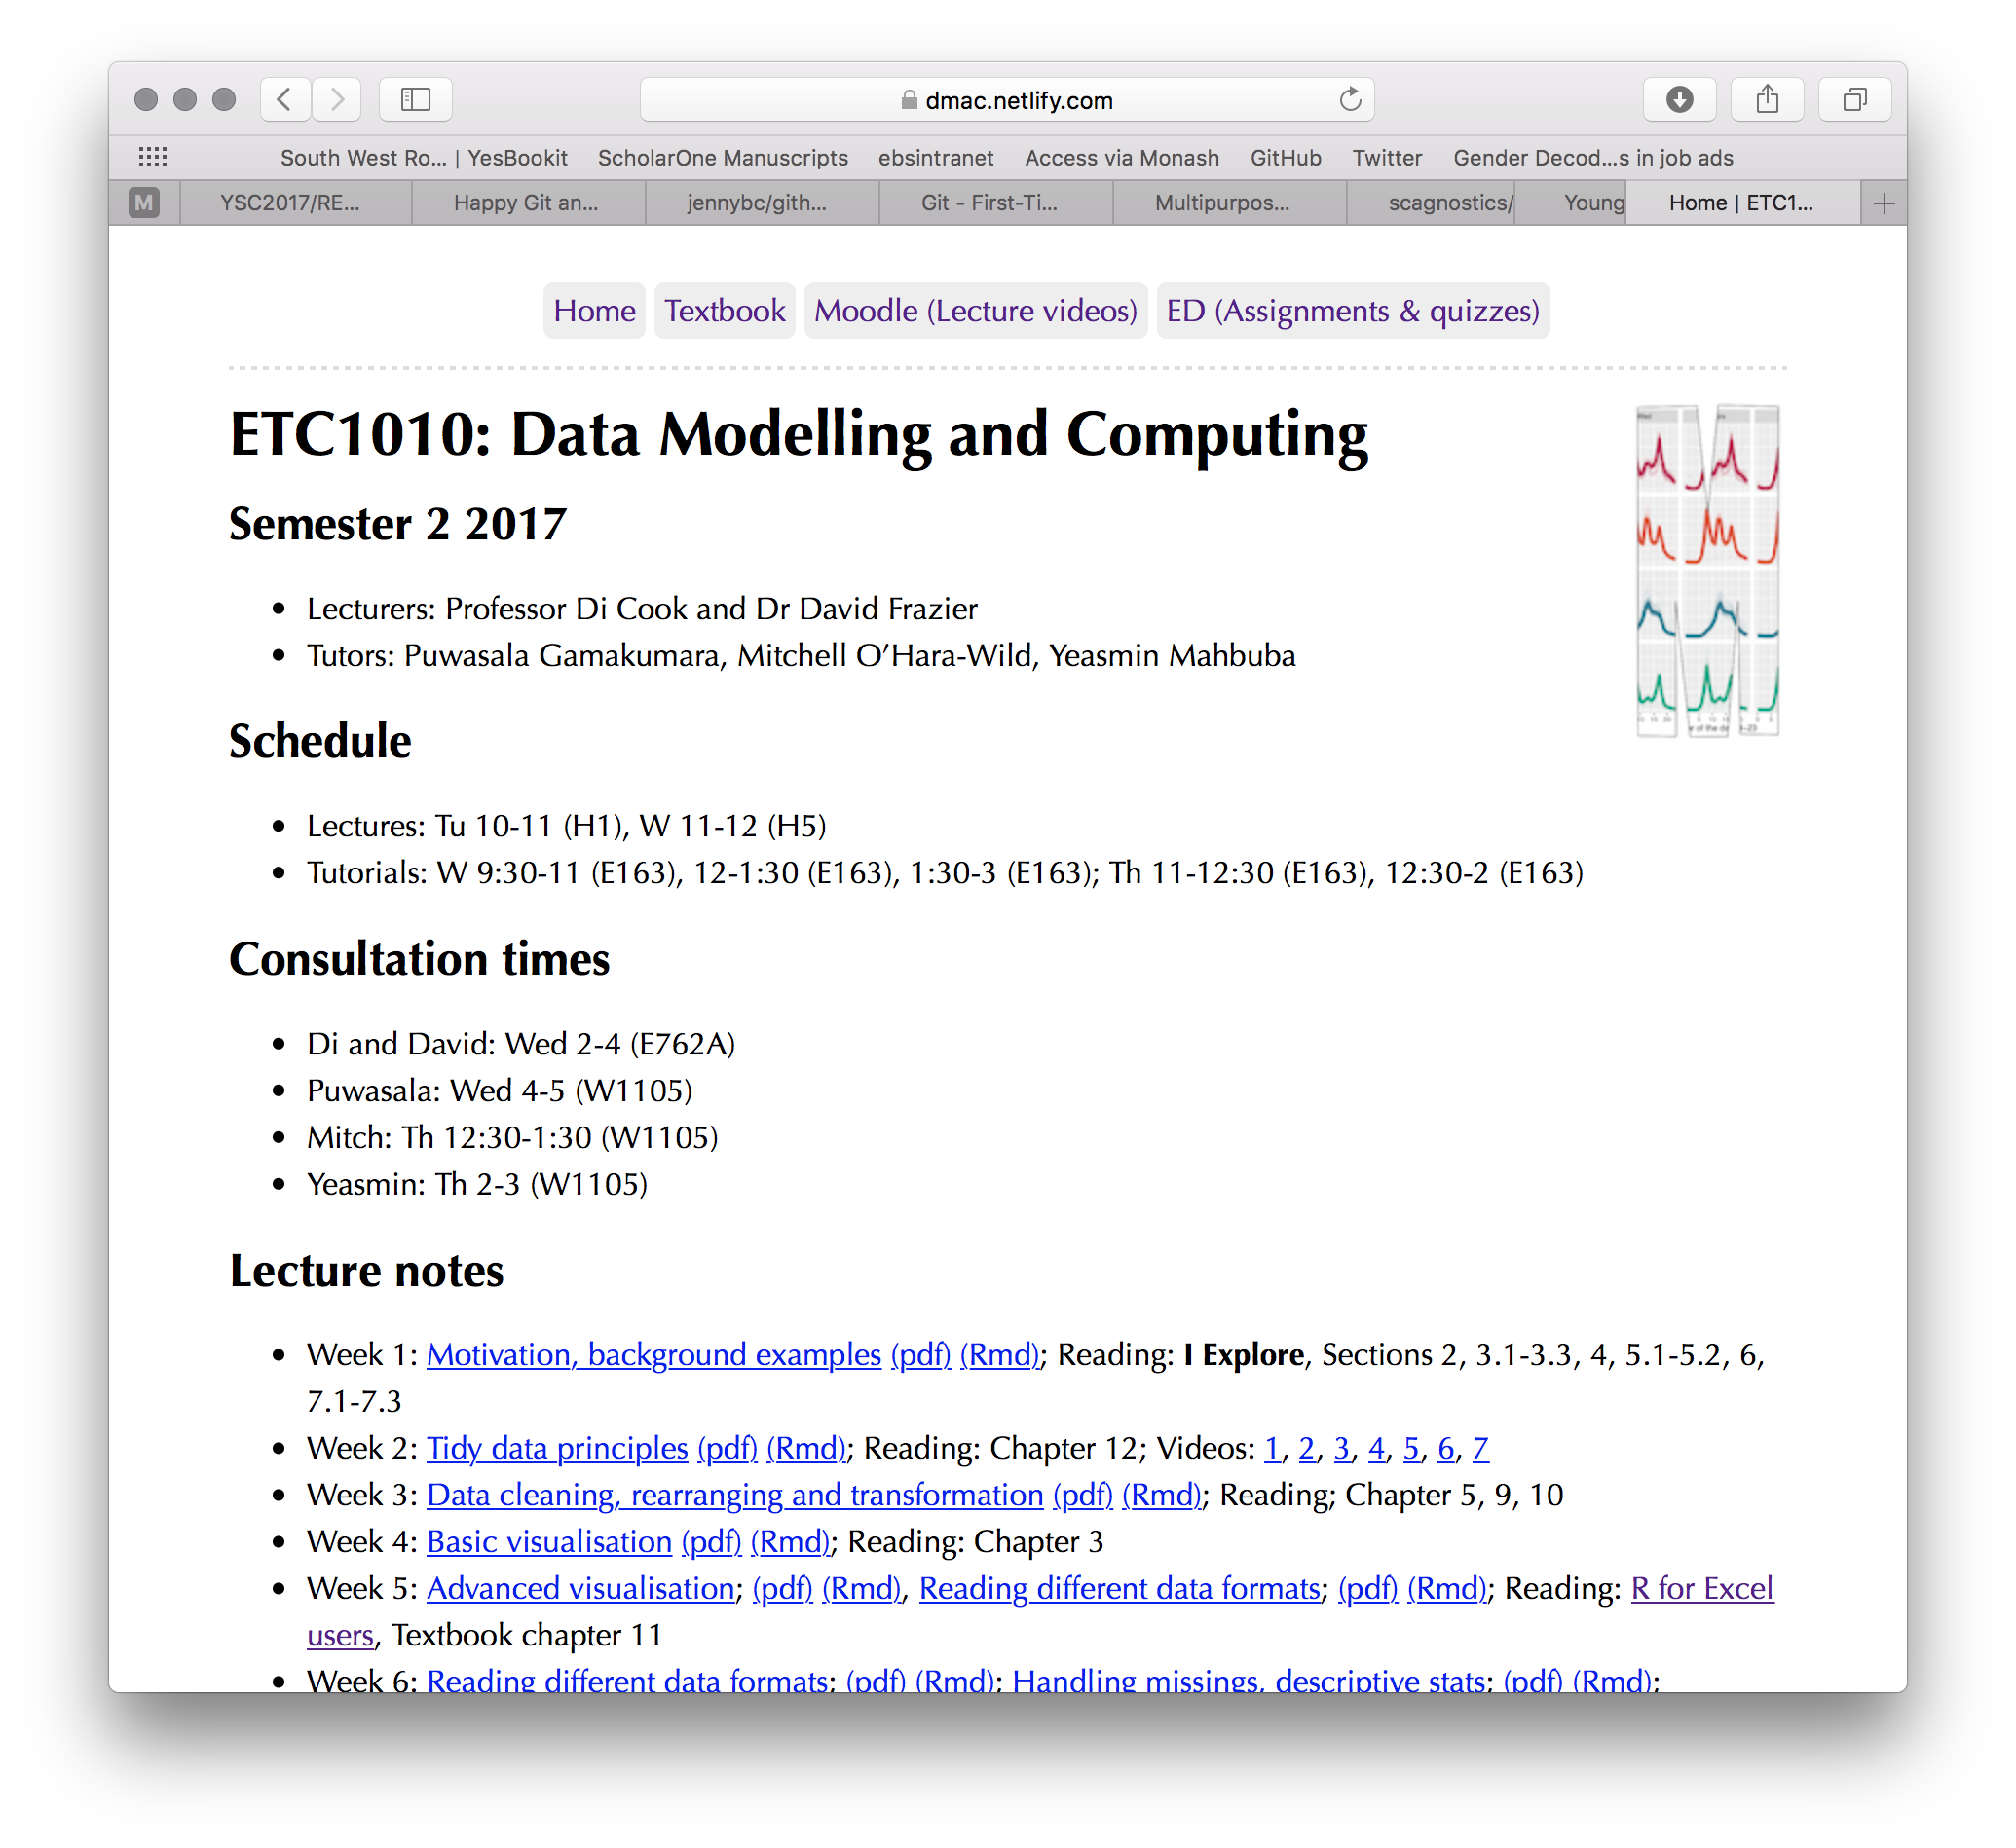 dmac.netlify.com
South West Ro... | YesBookit ScholarOne Manuscripts ebsintranet Access via Monash GitHub Twitter Gender Decod...s in job ads
M YSC2017/RE... Happy Git an... jennybc/gith... Git - First-Ti... Multipurpos... scagnostics/ Young Home | ETC1...
Home Textbook Moodle (Lecture videos) ED (Assignments & quizzes)
ETC1010: Data Modelling and Computing
Semester 2 2017
• Lecturers: Professor Di Cook and Dr David Frazier
• Tutors: Puwasala Gamakumara, Mitchell O’Hara-Wild, Yeasmin Mahbuba
Schedule
• Lectures: Tu 10-11 (H1), W 11-12 (H5)
• Tutorials: W 9:30-11 (E163), 12-1:30 (E163), 1:30-3 (E163); Th 11-12:30 (E163), 12:30-2 (E163)
Consultation times
• Di and David: Wed 2-4 (E762A)
• Puwasala: Wed 4-5 (W1105)
• Mitch: Th 12:30-1:30 (W1105)
• Yeasmin: Th 2-3 (W1105)
Lecture notes
• Week 1: Motivation, background examples (pdf) (Rmd); Reading: I Explore, Sections 2, 3.1-3.3, 4, 5.1-5.2, 6,
7.1-7.3
• Week 2: Tidy data principles (pdf) (Rmd); Reading: Chapter 12; Videos: 1, 2, 3, 4, 5, 6, 7
• Week 3: Data cleaning, rearranging and transformation (pdf) (Rmd); Reading; Chapter 5, 9, 10
• Week 4: Basic visualisation (pdf) (Rmd); Reading: Chapter 3
• Week 5: Advanced visualisation; (pdf) (Rmd), Reading different data formats; (pdf) (Rmd); Reading: R for Excel
users, Textbook chapter 11
• Week 6: Reading different data formats; (pdf) (Rmd); Handling missings, descriptive stats; (pdf) (Rmd);